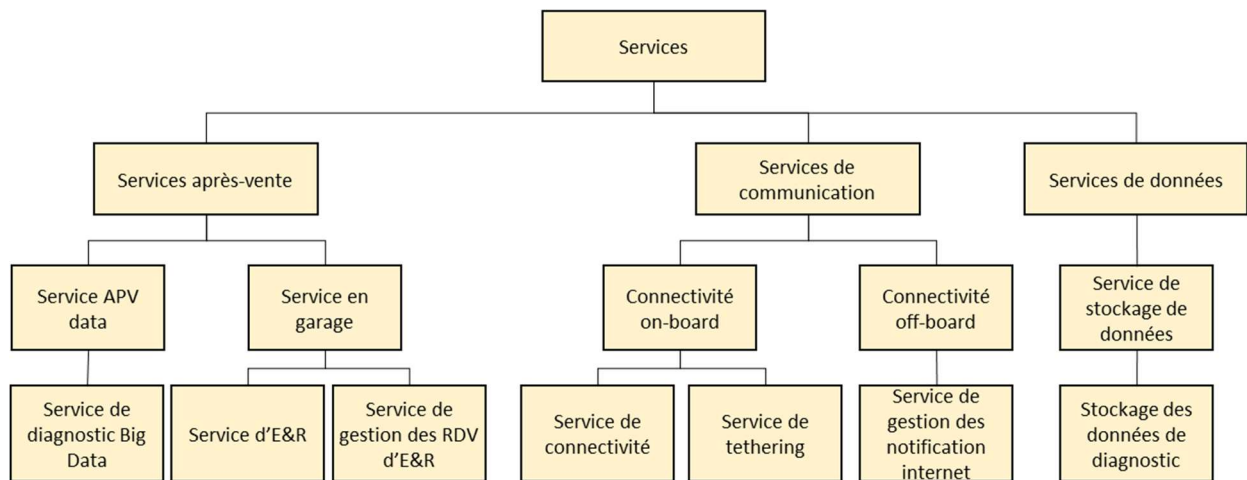 Services
Services après-vente
Services de
communication
Services de données
Service APV
data
Service en
garage
Connectivité
on-board
Connectivité
off-board
Service de
stockage de
données
Service de
diagnostic Big
Data
Service d’E&R
Service de
gestion des RDV
d’E&R
Service de
connectivité
Service de
tethering
Service de
gestion des
notification
internet
Stockage des
données de
diagnostic